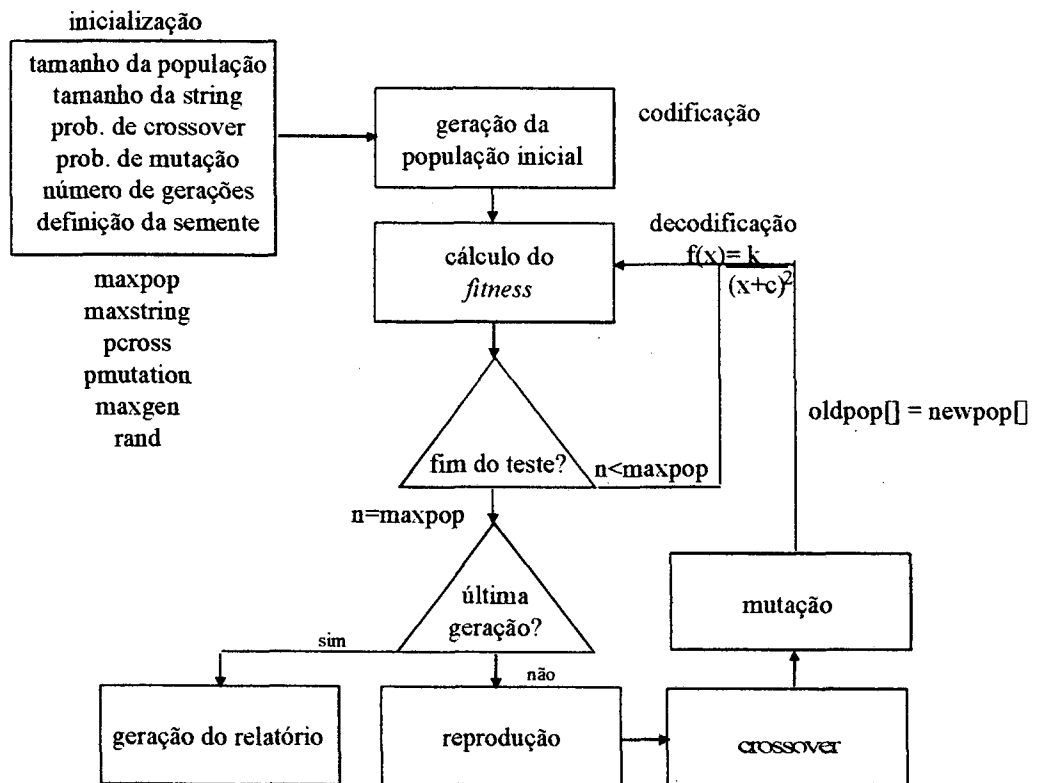 inicialização
tamanho da população
tamanho da string
prob. de crossover
prob. de mutação
número de gerações
definição da semente
maxpop
maxstring
pcross
pmutation
maxgen
rand
geração da
população inicial
codificação
cálculo do
fitness
decodificação
f(x)= k
(x+c)²
fim do teste?
n<maxpop
oldpop[] = newpop[]
n=maxpop
última
geração?
sim
não
mutação
geração do relatório
reprodução
crossover